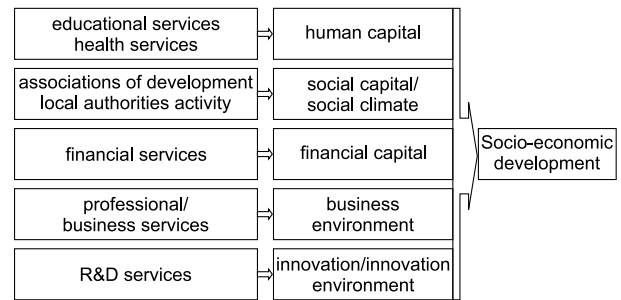 educational services
health services
human capital
associations of development
local authorities activity
social capital/
social climate
financial services
financial capital
professional/
business services
business
environment
R&D services
innovation/innovation
environment
Socio-economic
development